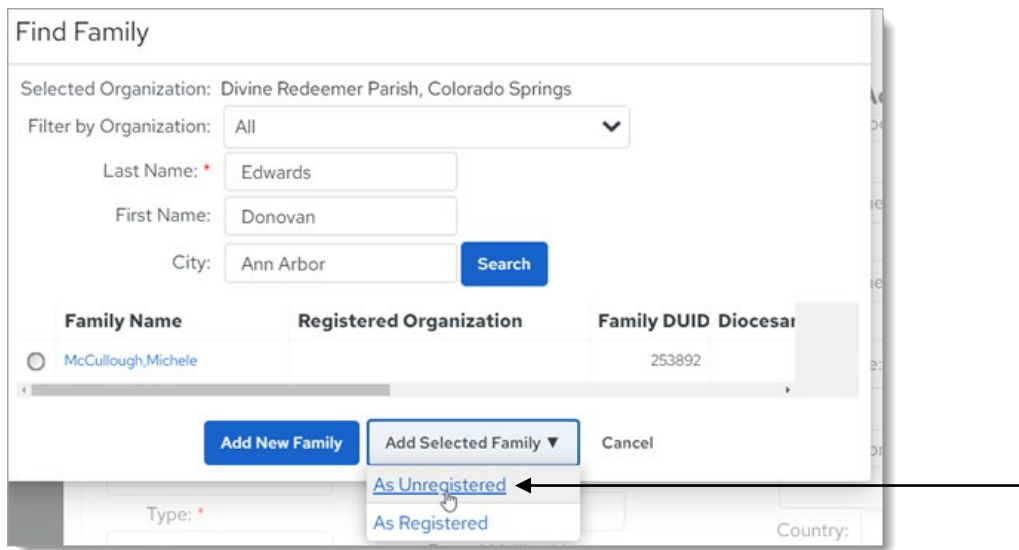 Find Family
Selected Organization: Divine Redeemer Parish, Colorado Springs
Filter by Organization: All
Last Name: * Edwards
First Name: Donovan
City: Ann Arbor Search
Family Name Registered Organization Family DUID Diocesan
McCullough,Michele 253892
Add New Family Add Selected Family ▼ Cancel
As Unregistered
As Registered
Type: *
Country: